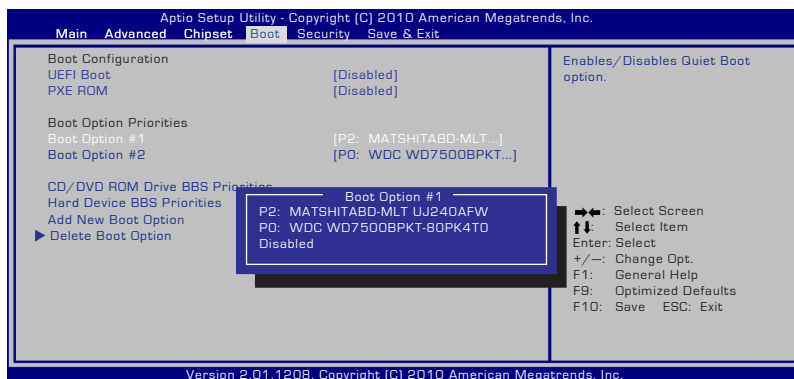 Aptio Setup Utility - Copyright (C) 2010 American Megatrends, Inc.
Main Advanced Chipset Boot Security Save & Exit
Boot Configuration
UEFI Boot [Disabled]
PXE ROM [Disabled]
Boot Option Priorities
Boot Option #1 [P2: MATSHITABD-MLT...]
Boot Option #2 [P0: WDC WD7500BPKT...]
CD/DVD ROM Drive BBS Priorities
Hard Device BBS Priorities
Add New Boot Option
Delete Boot Option
Boot Option #1
P2: MATSHITABD-MLT UJ240AFW
P0: WDC WD7500BPKT-80PK4T0
Disabled
Enables/Disables Quiet Boot
option.
: Select Screen
: Select Item
Enter: Select
+/—: Change Opt.
F1: General Help
F9: Optimized Defaults
F10: Save ESC: Exit
Version 2.01.1208. Copyright (C) 2010 American Megatrends, Inc.